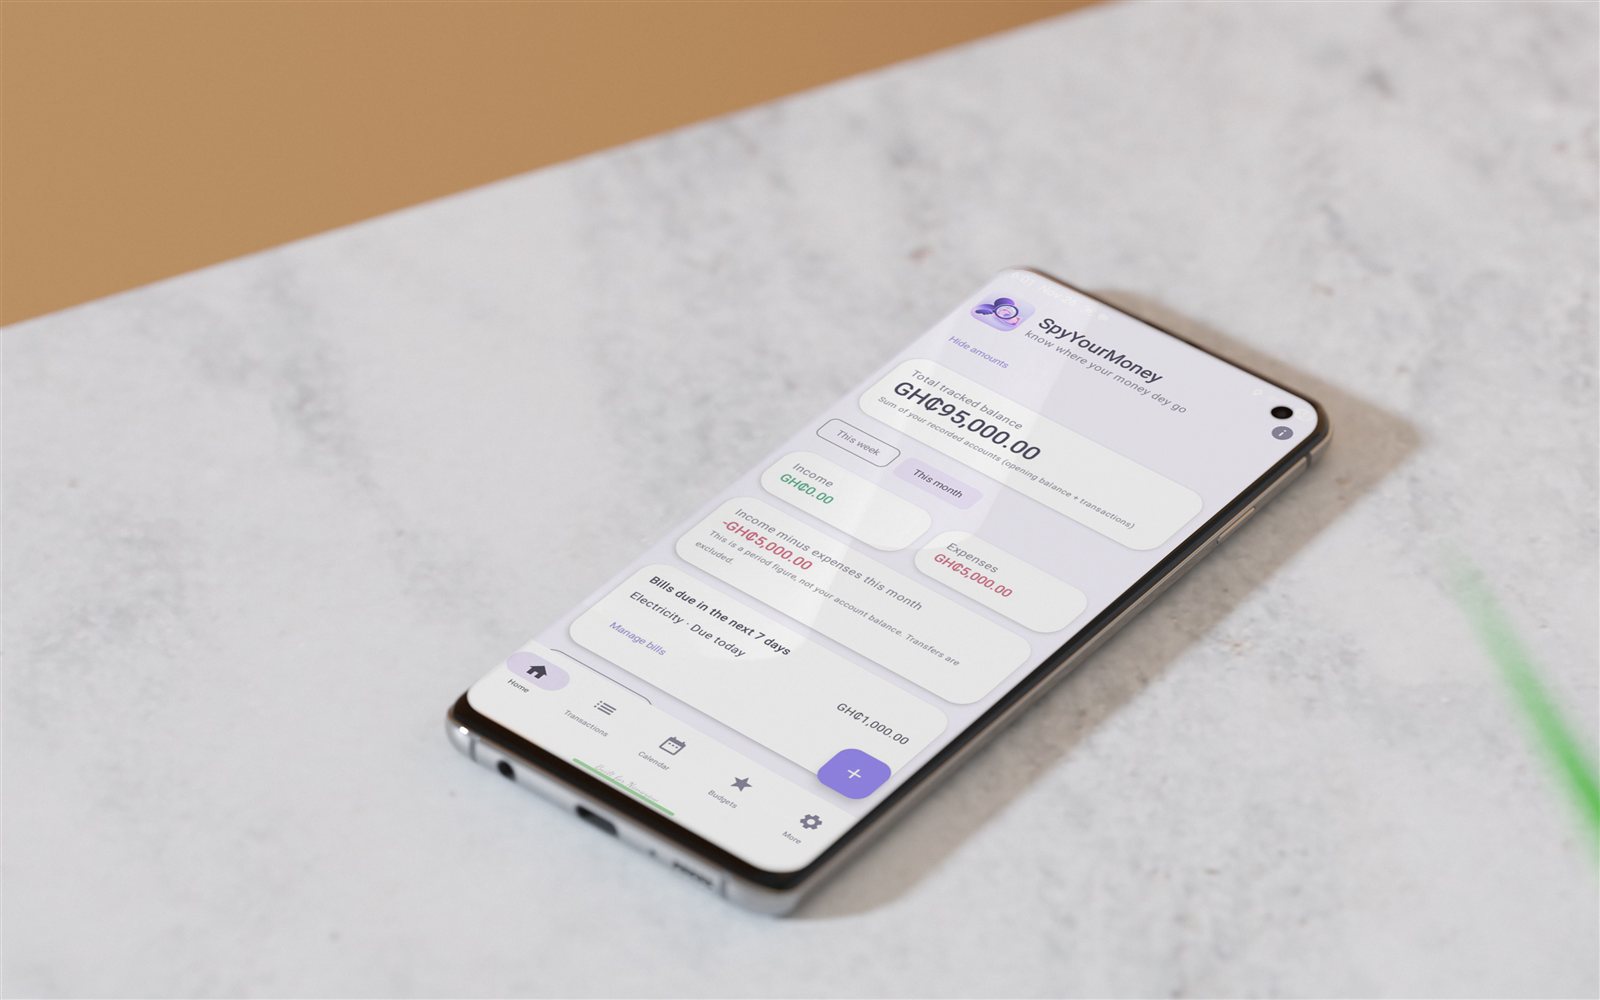 SpyYourMoney
know where your money dey go
Hide amounts
Total tracked balance
GH₵95,000.00
Sum of your recorded accounts (opening balance + transactions)
This week
This month
Income
GH₵0.00
Expenses
GH₵5,000.00
Income minus expenses this month
-GH₵5,000.00
This is a period figure, not your account balance. Transfers are
excluded.
Bills due in the next 7 days
Electricity · Due today
GH₵1,000.00
Manage bills
Home
Transactions
Calendar
Budgets
More